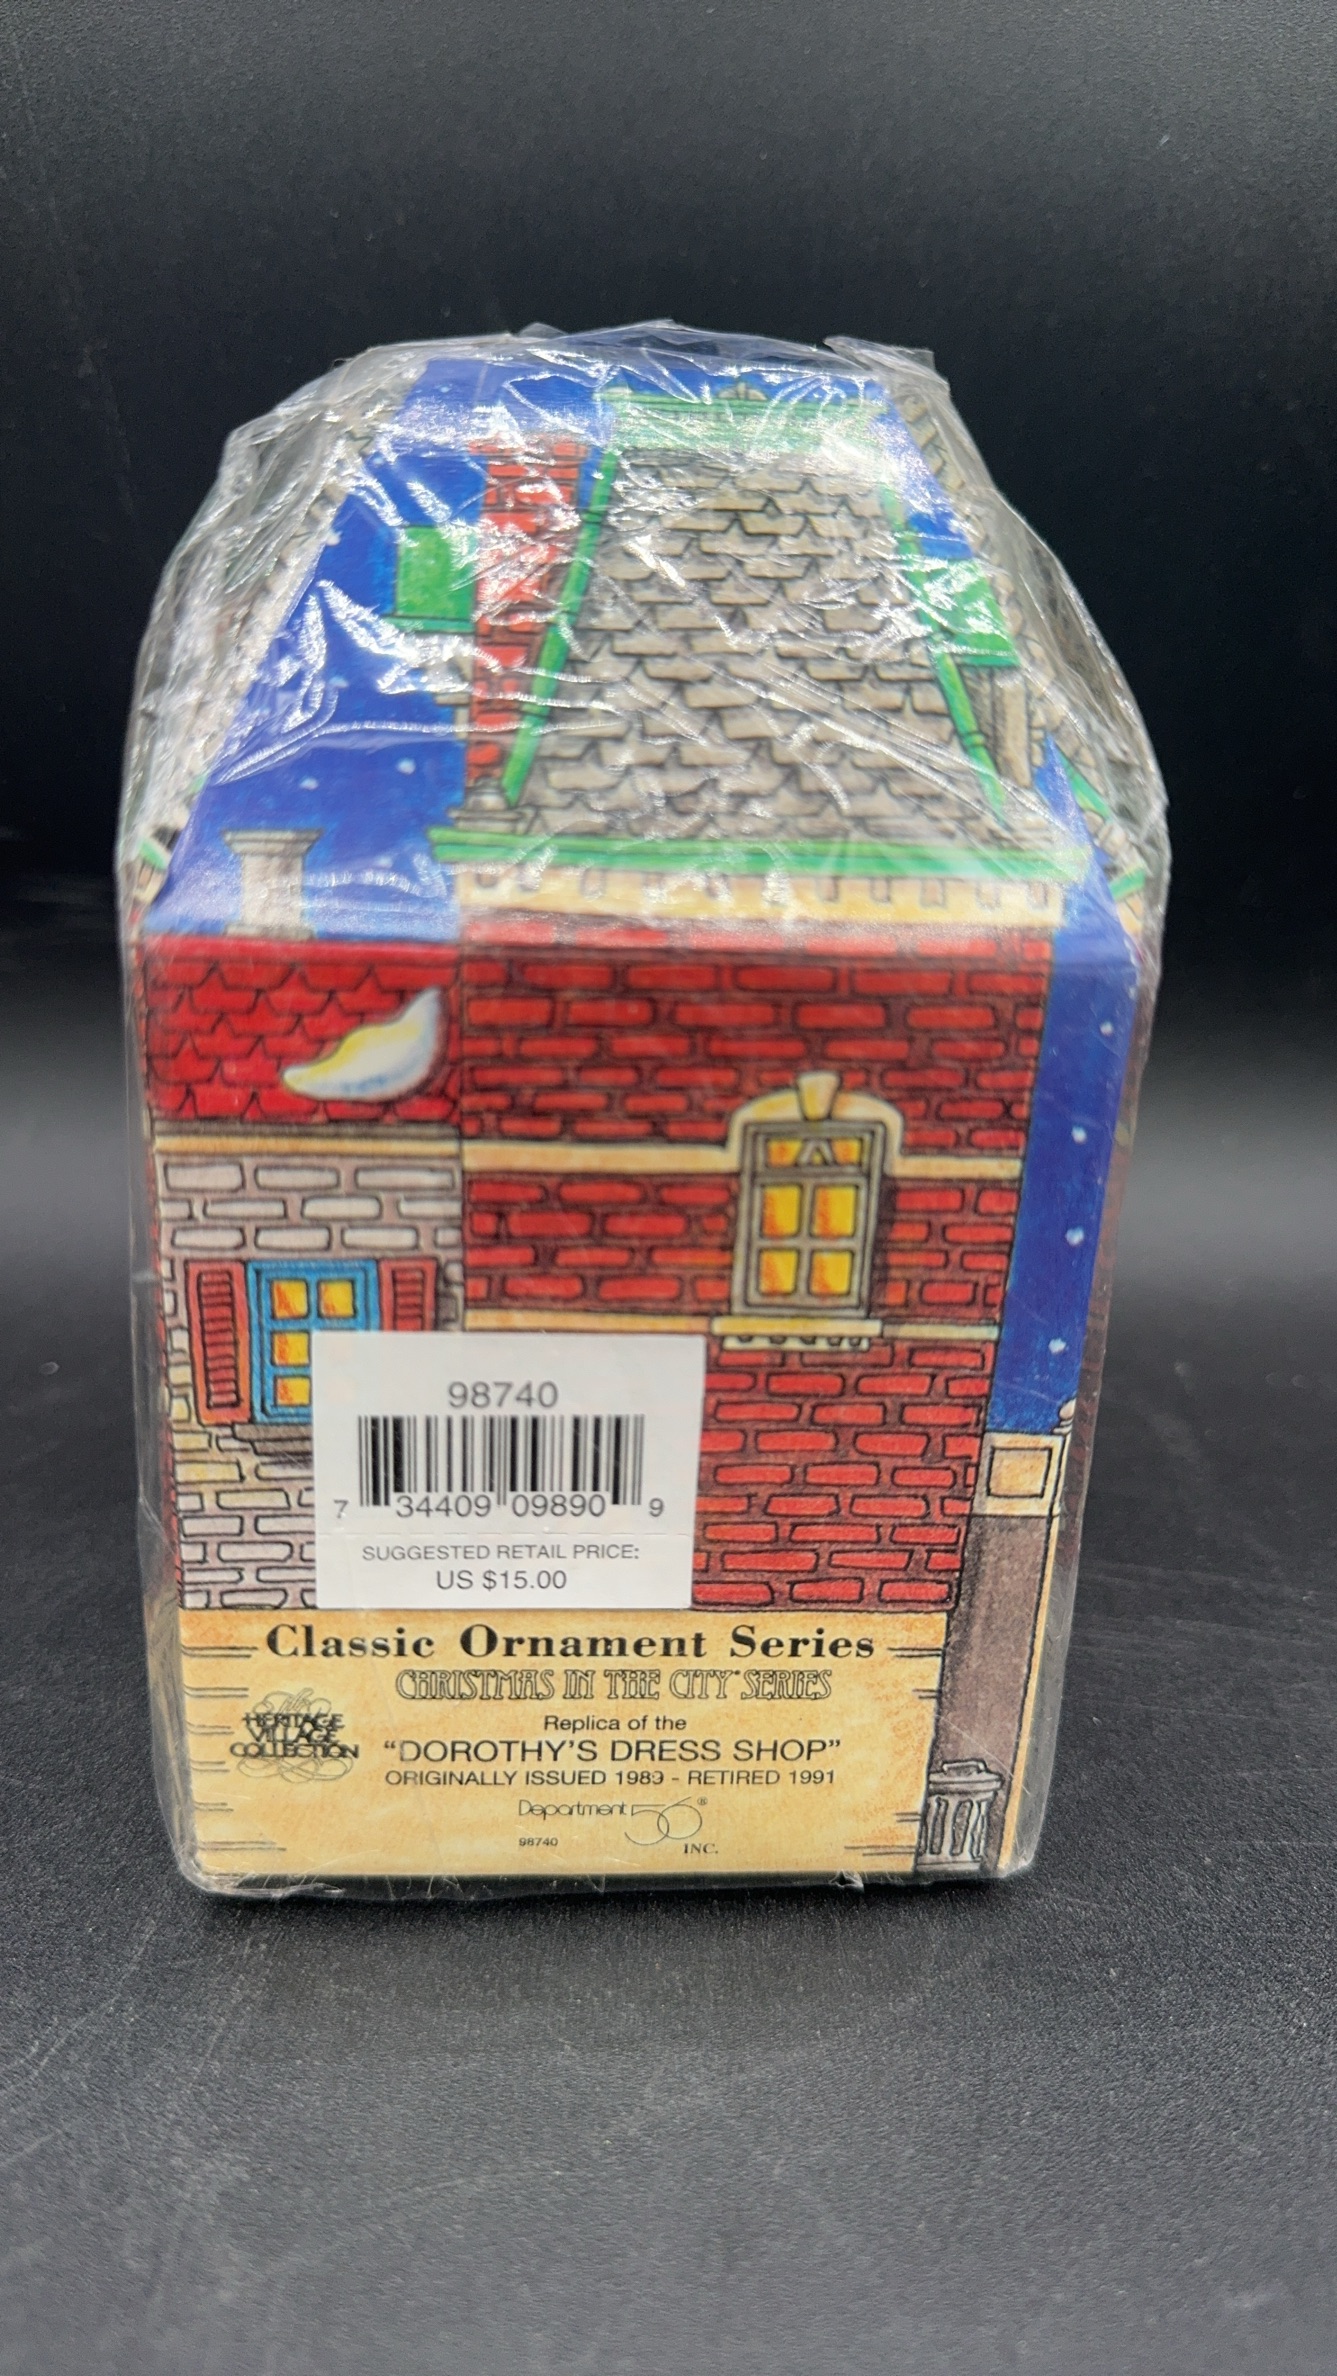 98740
7 34409 09890 9
SUGGESTED RETAIL PRICE:
US $15.00
Classic Ornament Series
CHRISTMAS IN THE CITY SERIES
The
HERITAGE
VILLAGE
COLLECTION
Replica of the
“DOROTHY’S DRESS SHOP”
ORIGINALLY ISSUED 1989 - RETIRED 1991
Department 56®
INC.
98740